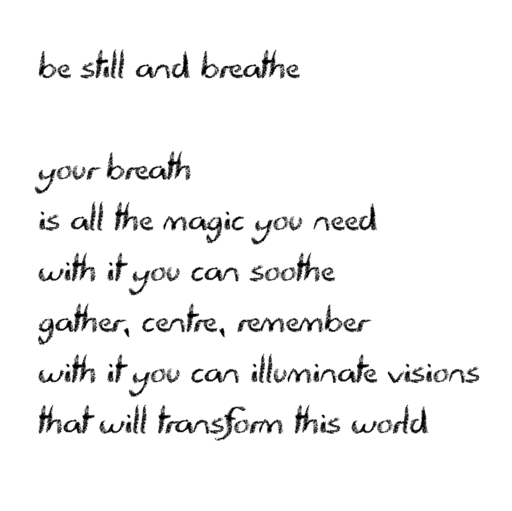 be still and breathe
your breath
is all the magic you need
with it you can soothe
gather, centre, remember
with it you can illuminate visions
that will transform this world